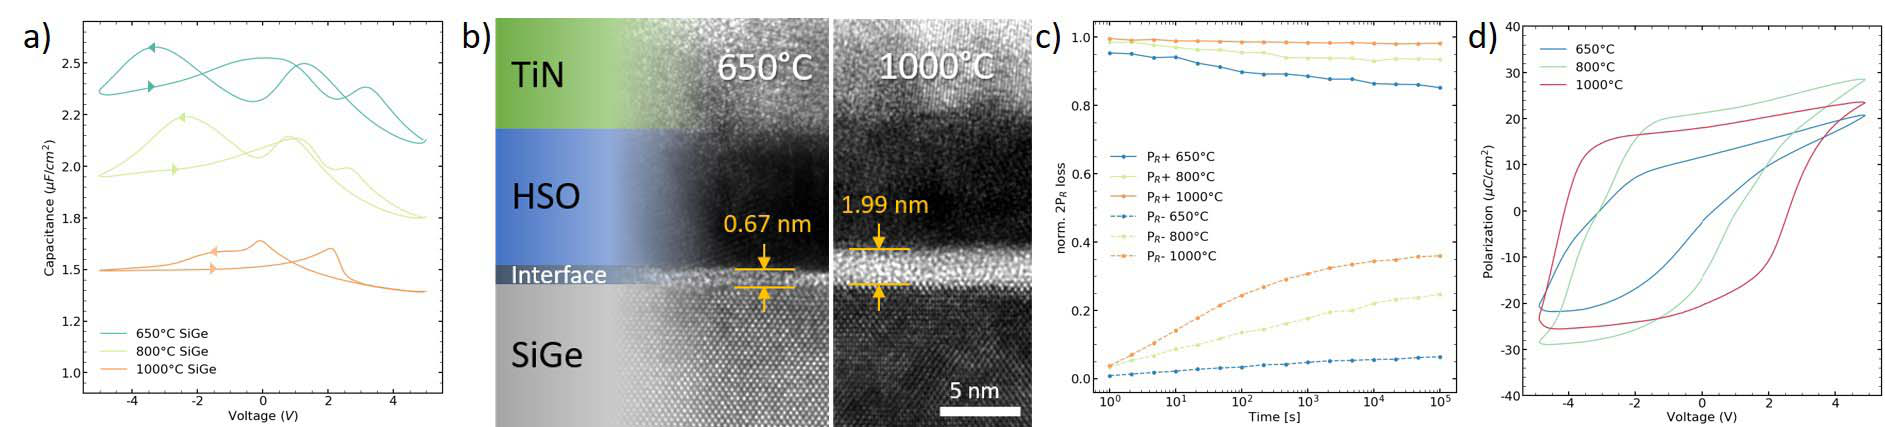 a)
2.5
2.2
2.0
1.8
1.5
1.2
1.0
Capacitance (μF/cm²)
650°C SiGe
800°C SiGe
1000°C SiGe
-4 -2 0 2 4
Voltage (V)
b)
TiN
HSO
Interface
SiGe
650°C
1000°C
0.67 nm
1.99 nm
5 nm
c)
1.0
0.8
0.6
0.4
0.2
0.0
norm. 2P_R loss
P_R+ 650°C
P_R+ 800°C
P_R+ 1000°C
P_R- 650°C
P_R- 800°C
P_R- 1000°C
10⁰ 10¹ 10² 10³ 10⁴ 10⁵
Time [s]
d)
40
30
20
10
0
-10
-20
-30
-40
Polarization (μC/cm²)
650°C
800°C
1000°C
-4 -2 0 2 4
Voltage (V)